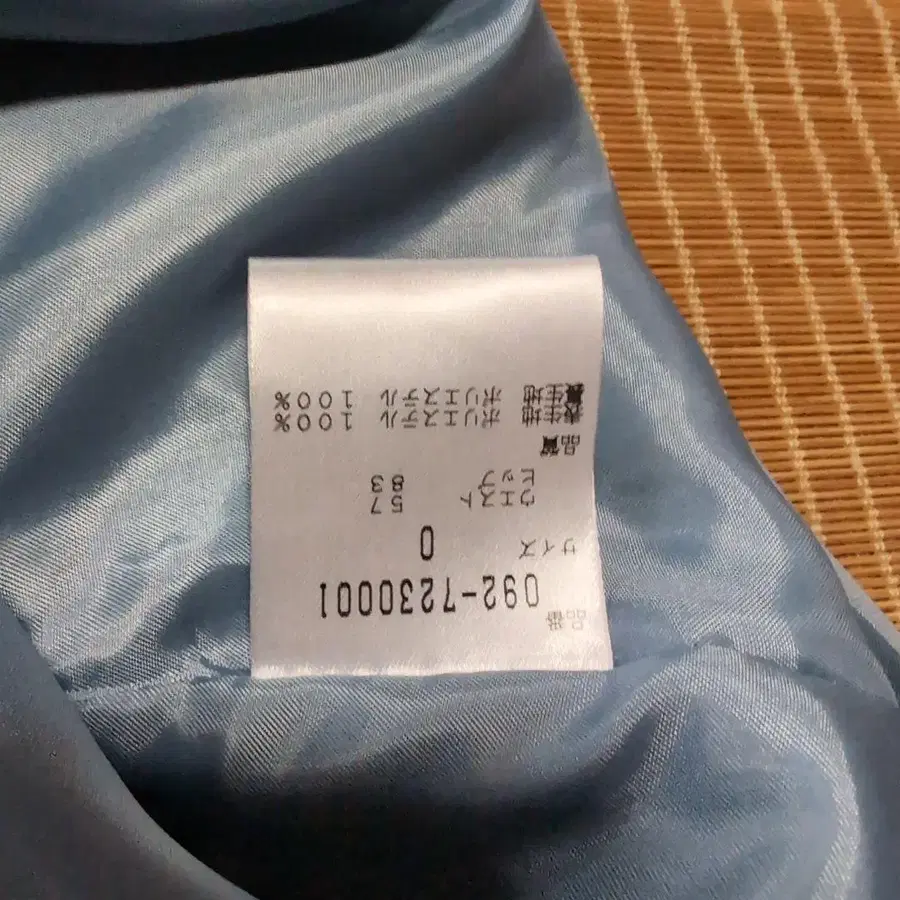 品番
092-7230001
サイズ 0
ウエスト 57
ヒップ 83
品質
表生地 ポリエステル 100%
裏生地 ポリエステル 100%